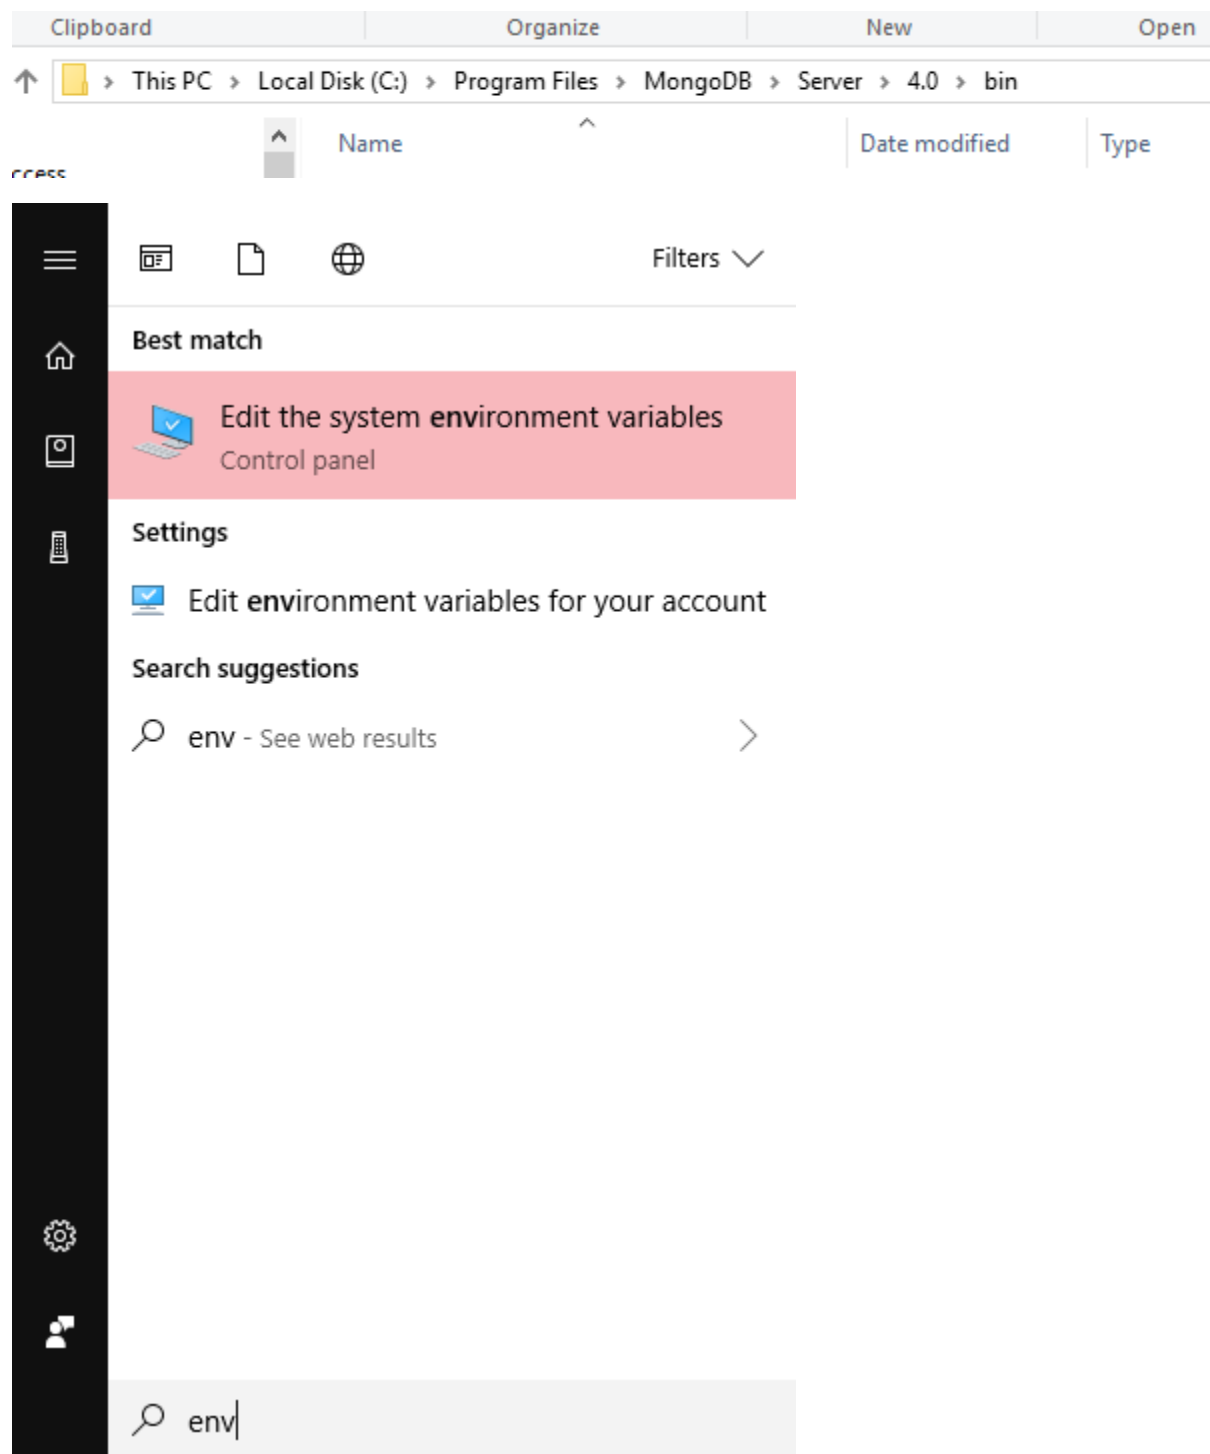 Clipboard Organize New Open
This PC > Local Disk (C:) > Program Files > MongoDB > Server > 4.0 > bin
Name Date modified Type
ccess
Filters
Best match
Edit the system environment variables
Control panel
Settings
Edit environment variables for your account
Search suggestions
env - See web results
env